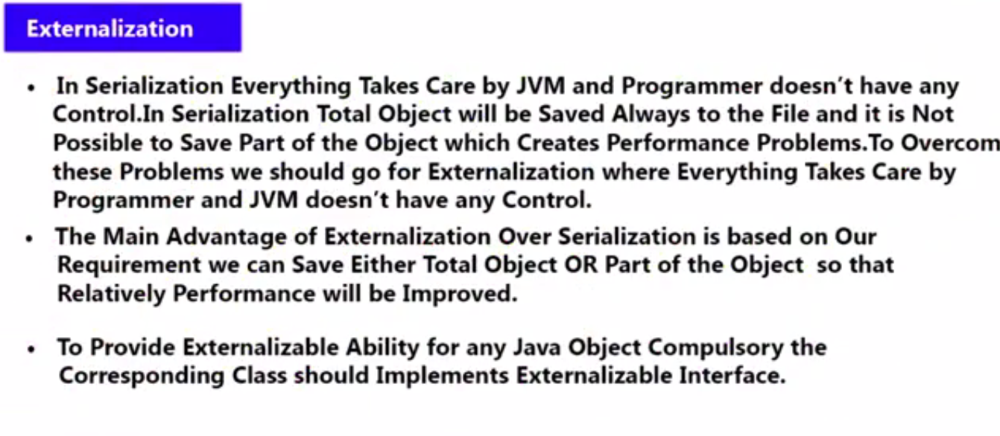 Externalization
• In Serialization Everything Takes Care by JVM and Programmer doesn't have any
Control.In Serialization Total Object will be Saved Always to the File and it is Not
Possible to Save Part of the Object which Creates Performance Problems.To Overcom
these Problems we should go for Externalization where Everything Takes Care by
Programmer and JVM doesn't have any Control.
• The Main Advantage of Externalization Over Serialization is based on Our
Requirement we can Save Either Total Object OR Part of the Object so that
Relatively Performance will be Improved.
• To Provide Externalizable Ability for any Java Object Compulsory the
Corresponding Class should Implements Externalizable Interface.